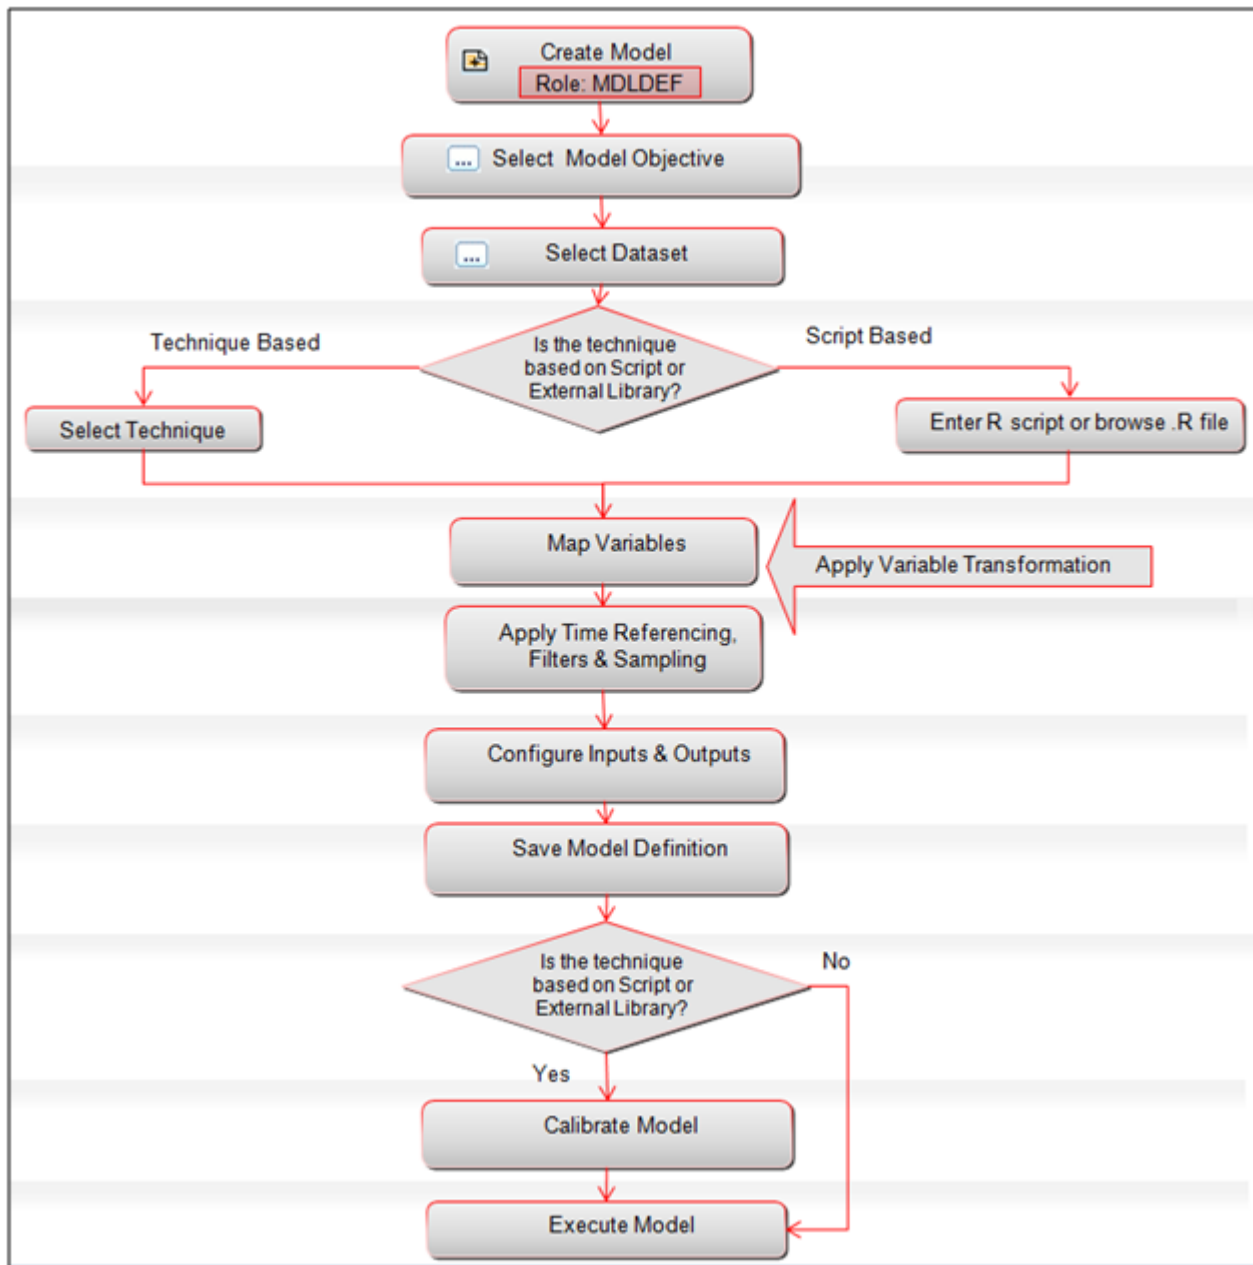 Create Model
Role: MDLDEF
... Select Model Objective
... Select Dataset
Technique Based
Script Based
Is the technique
based on Script or
External Library?
Select Technique
Enter R script or browse .R file
Map Variables
Apply Variable Transformation
Apply Time Referencing,
Filters & Sampling
Configure Inputs & Outputs
Save Model Definition
Is the technique
based on Script or
External Library?
No
Yes
Calibrate Model
Execute Model